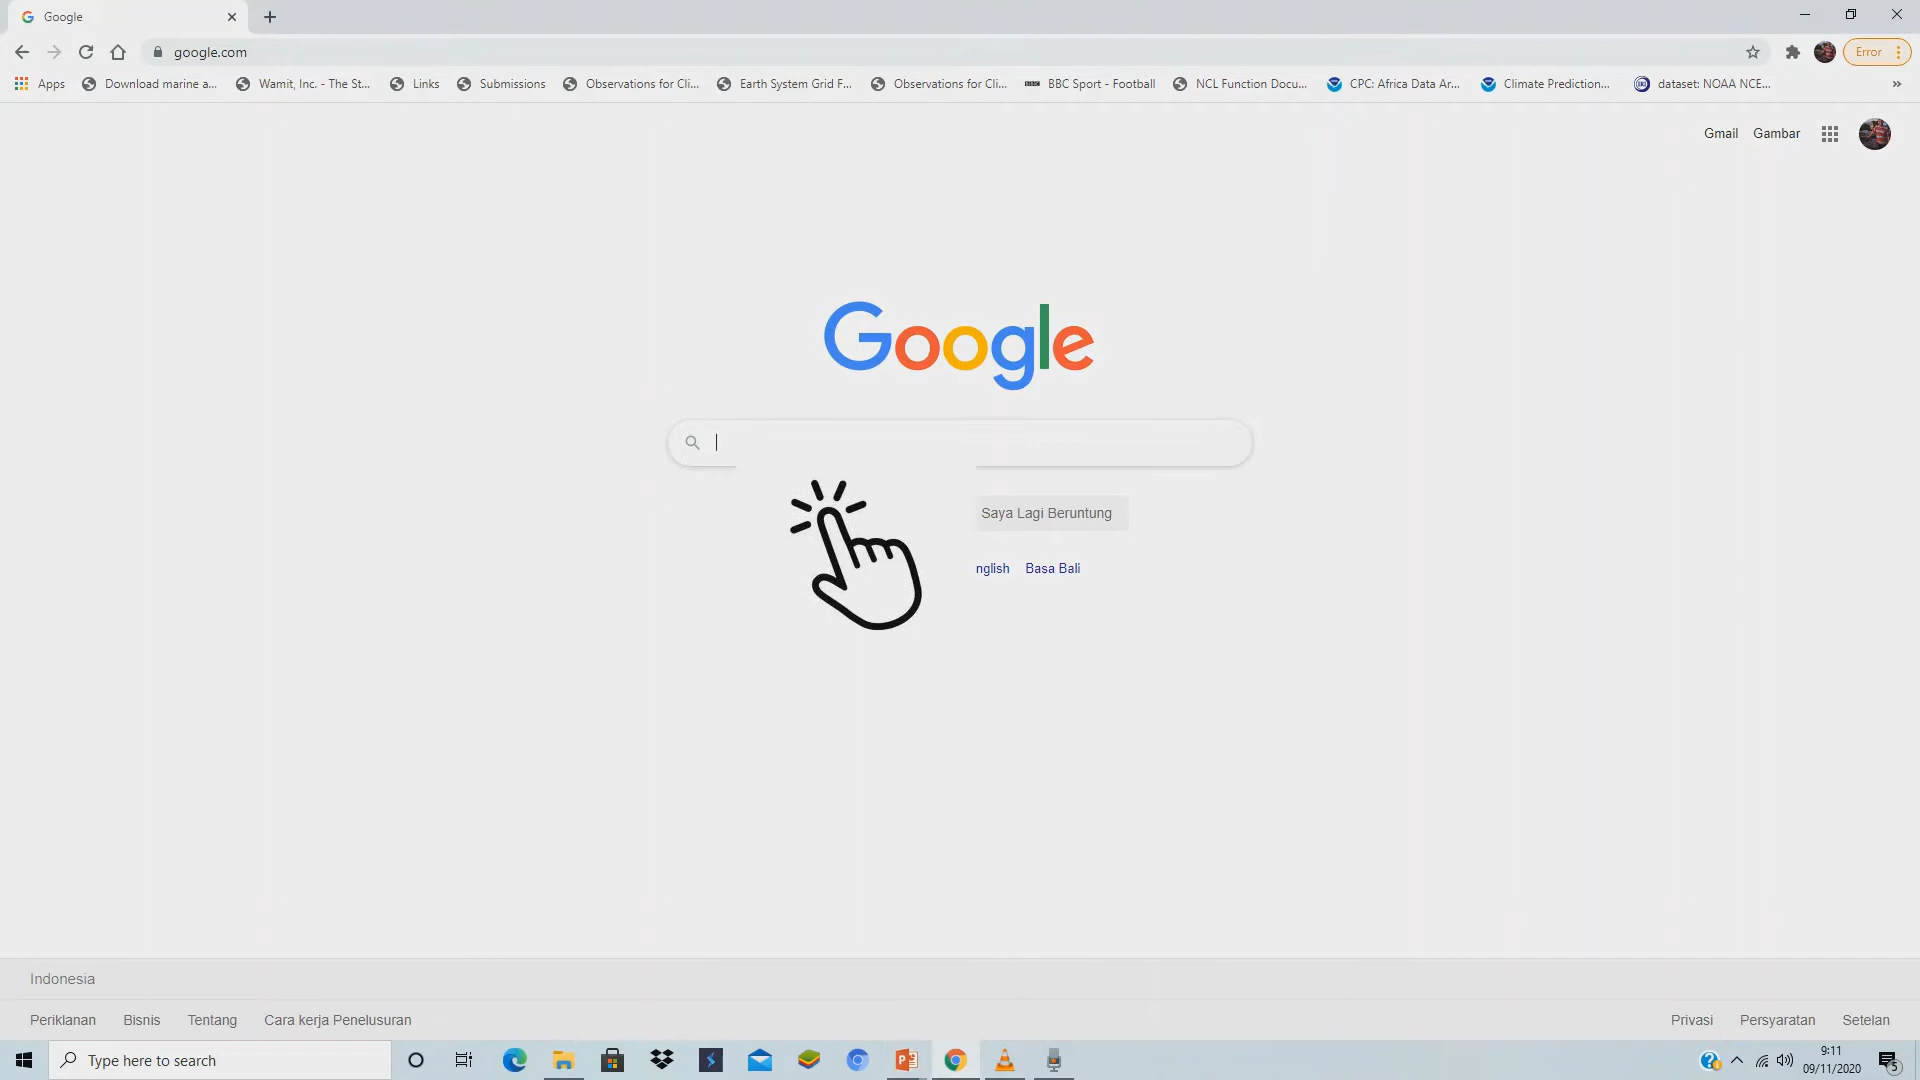 Google
google.com
Error
Apps
Download marine a...
Wamit, Inc. - The St...
Links
Submissions
Observations for Cli...
Earth System Grid F...
Observations for Cli...
BBC Sport - Football
NCL Function Docu...
CPC: Africa Data Ar...
Climate Prediction...
dataset: NOAA NCE...
Gmail Gambar
Google
Saya Lagi Beruntung
nglish Basa Bali
Indonesia
Periklanan Bisnis Tentang Cara kerja Penelusuran
Privasi Persyaratan Setelan
Type here to search
9:11
09/11/2020
5